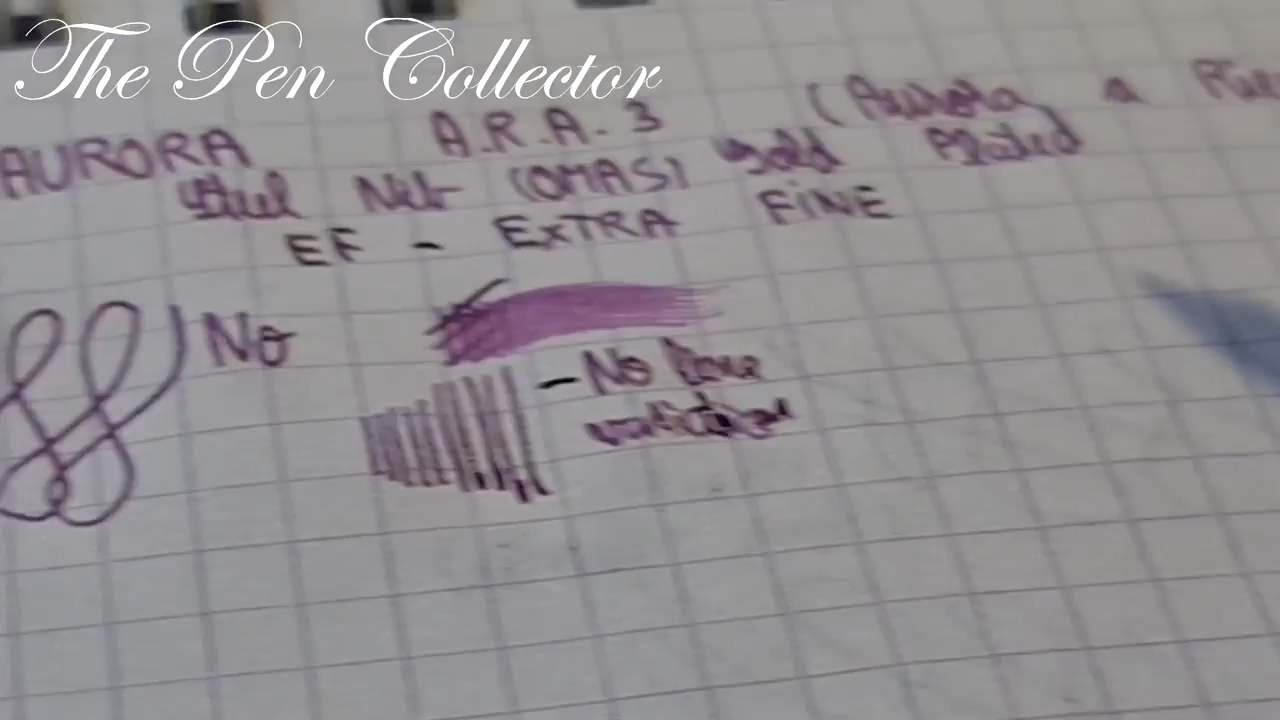 The Pen Collector
AURORA A.R.A. 3 (Aurora a
Steel Nib (OMAS) Gold Plated
EF - EXTRA FINE
No
- No line
variation